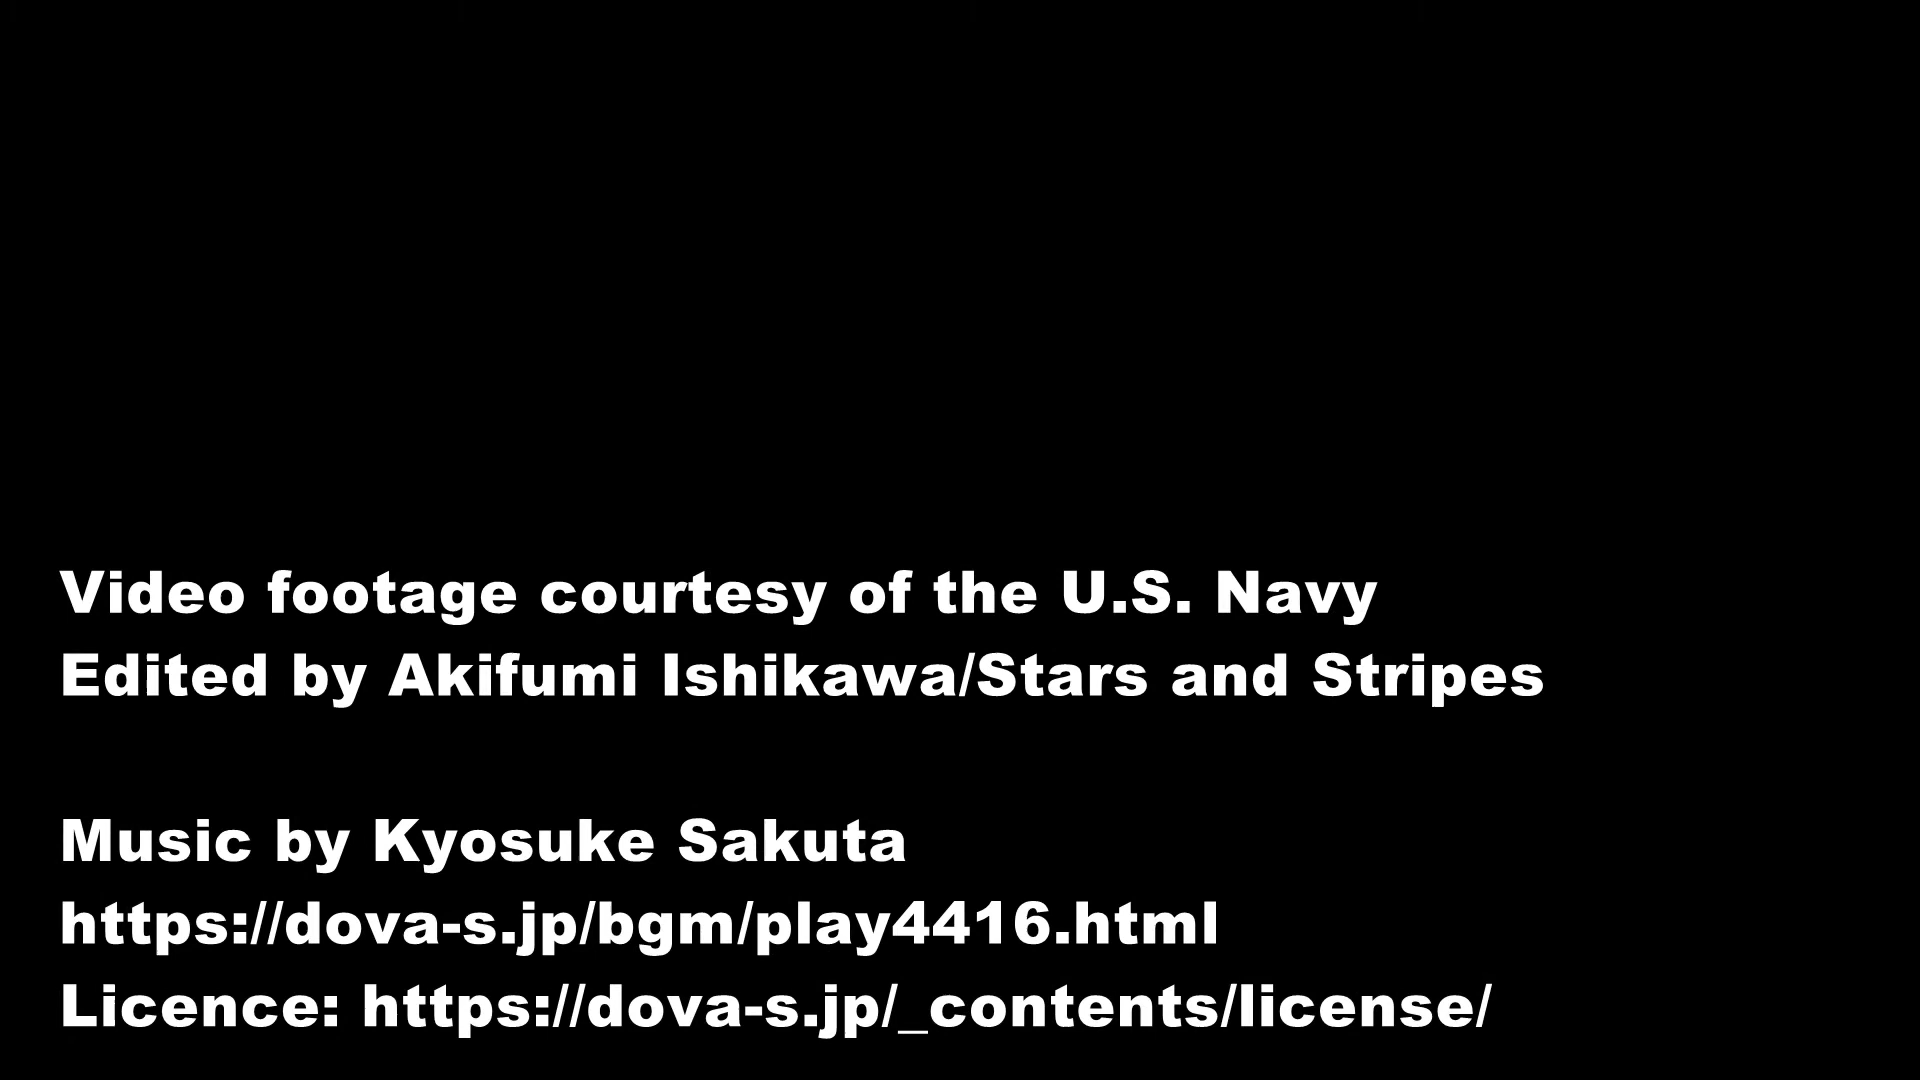 Video footage courtesy of the U.S. Navy
Edited by Akifumi Ishikawa/Stars and Stripes
Music by Kyosuke Sakuta
https://dova-s.jp/bgm/play4416.html
Licence: https://dova-s.jp/_contents/license/